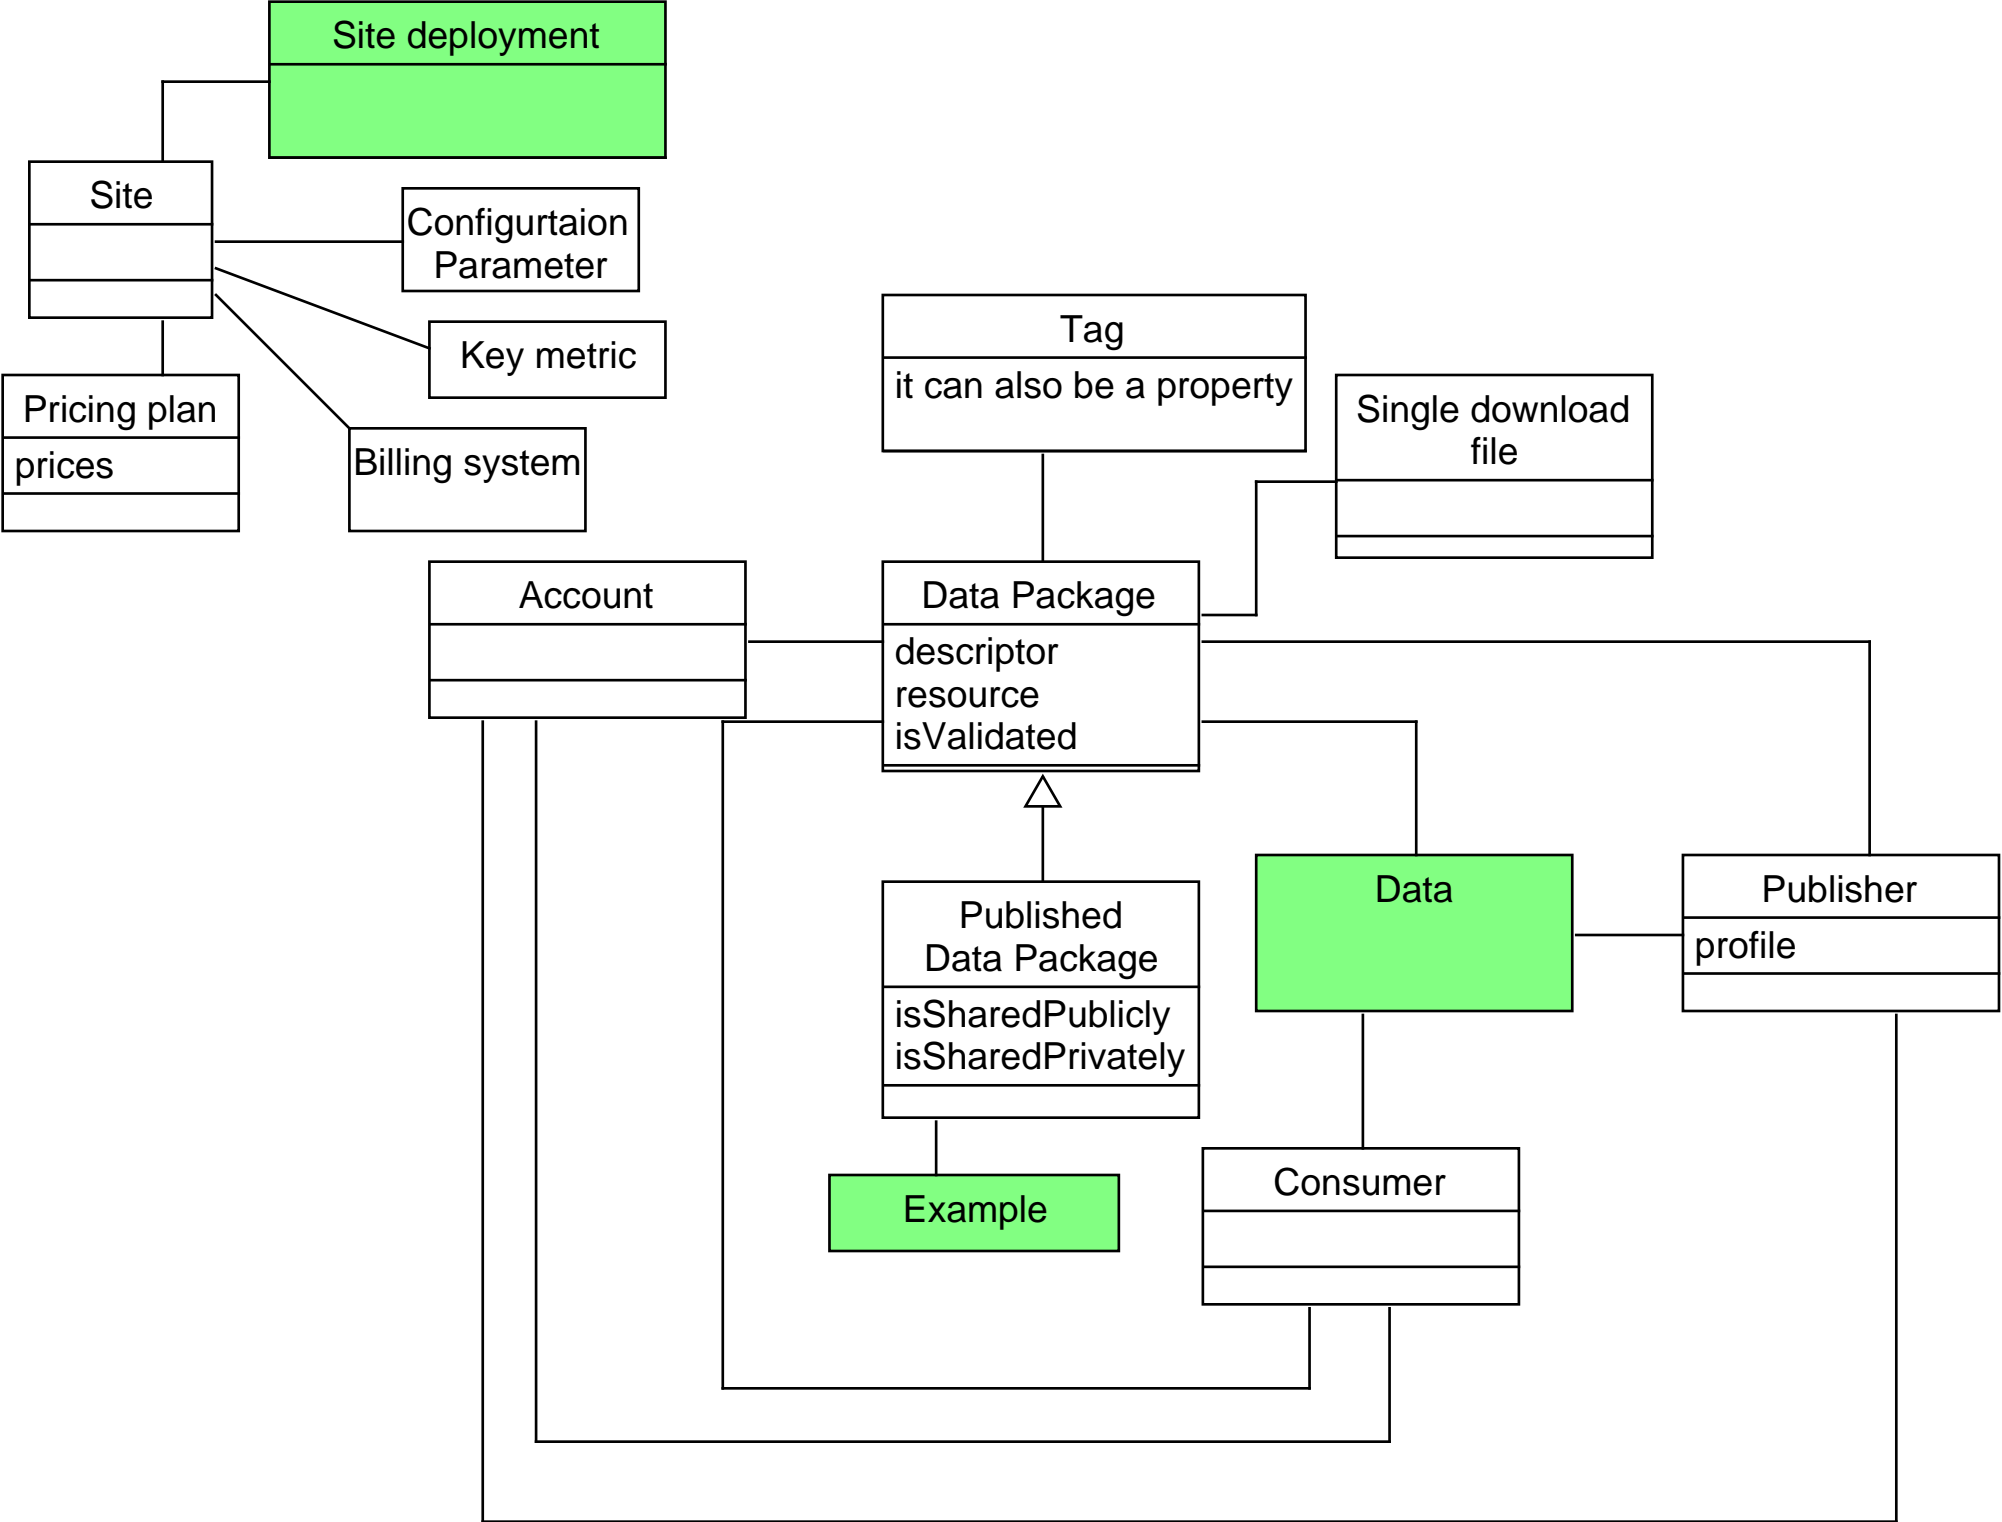 Site deployment
Site
Configurtaion
Parameter
Key metric
Pricing plan
prices
Billing system
Tag
it can also be a property
Single download
file
Account
Data Package
descriptor
resource
isValidated
Published
Data Package
isSharedPublicly
isSharedPrivately
Data
Publisher
profile
Consumer
Example